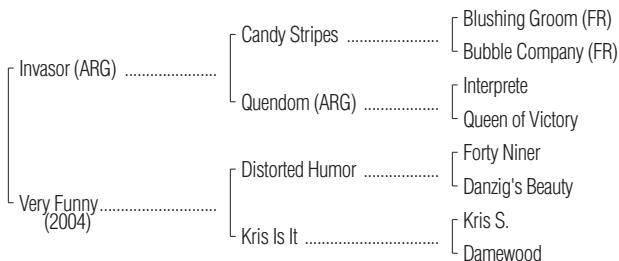 Blushing Groom (FR)
Candy Stripes ..................
Bubble Company (FR)
Invasor (ARG) ......................
Interprete
Quendom (ARG) ...............
Queen of Victory
Forty Niner
Distorted Humor ...............
Danzig's Beauty
Very Funny ...........................
(2004)
Kris S.
Kris Is It ...........................
Damewood